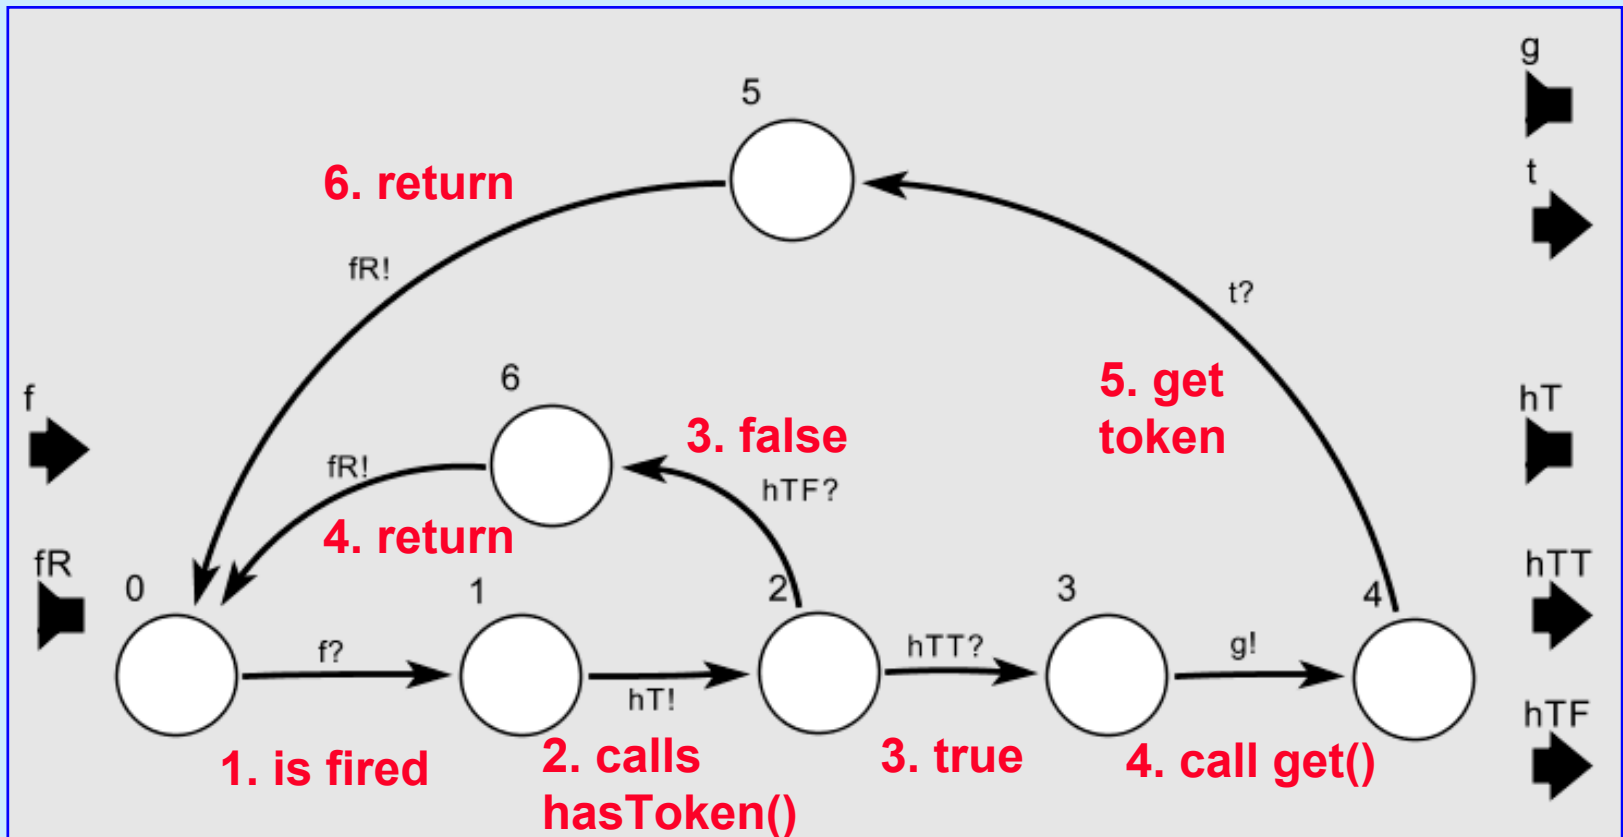 g
5
6. return
t
fR!
t?
6
5. get
token
f
hT
3. false
fR!
hTF?
4. return
fR
0
1
2
3
4
hTT
f?
hT!
hTT?
g!
hTF
1. is fired
2. calls
hasToken()
3. true
4. call get()